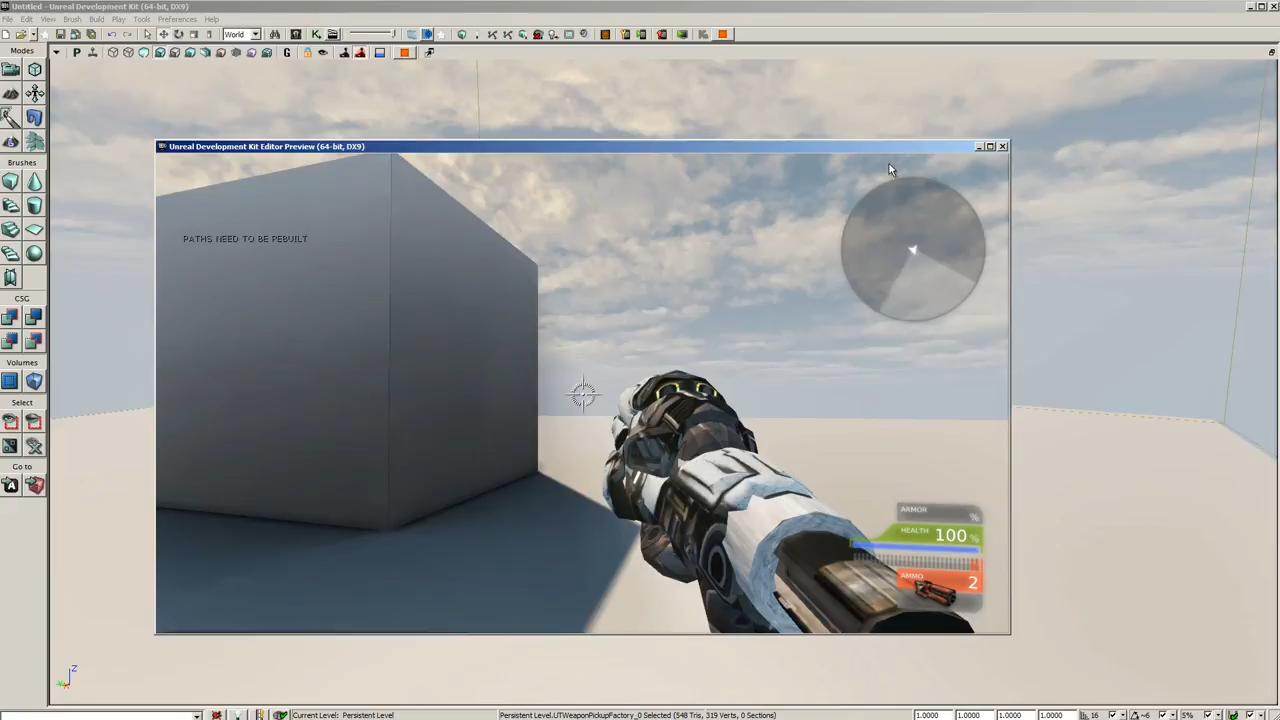 Untitled - Unreal Development Kit (64-bit, DX9)
File Edit View Brush Build Play Tools Preferences Help
World
Modes
P G
Unreal Development Kit Editor Preview (64-bit, DX9)
Brushes
PATHS NEED TO BE REBUILT
CSG
Volumes
Select
Go to
ARMOR %
HEALTH 100 %
AMMO 2
Z
Current Level: Persistent Level
Persistent Level.UTWeaponPickupFactory_0 Selected (548 Tris, 319 Verts, 0 Sections)
1.0000 1.0000 1.0000 1.0000 16 ~6 5%